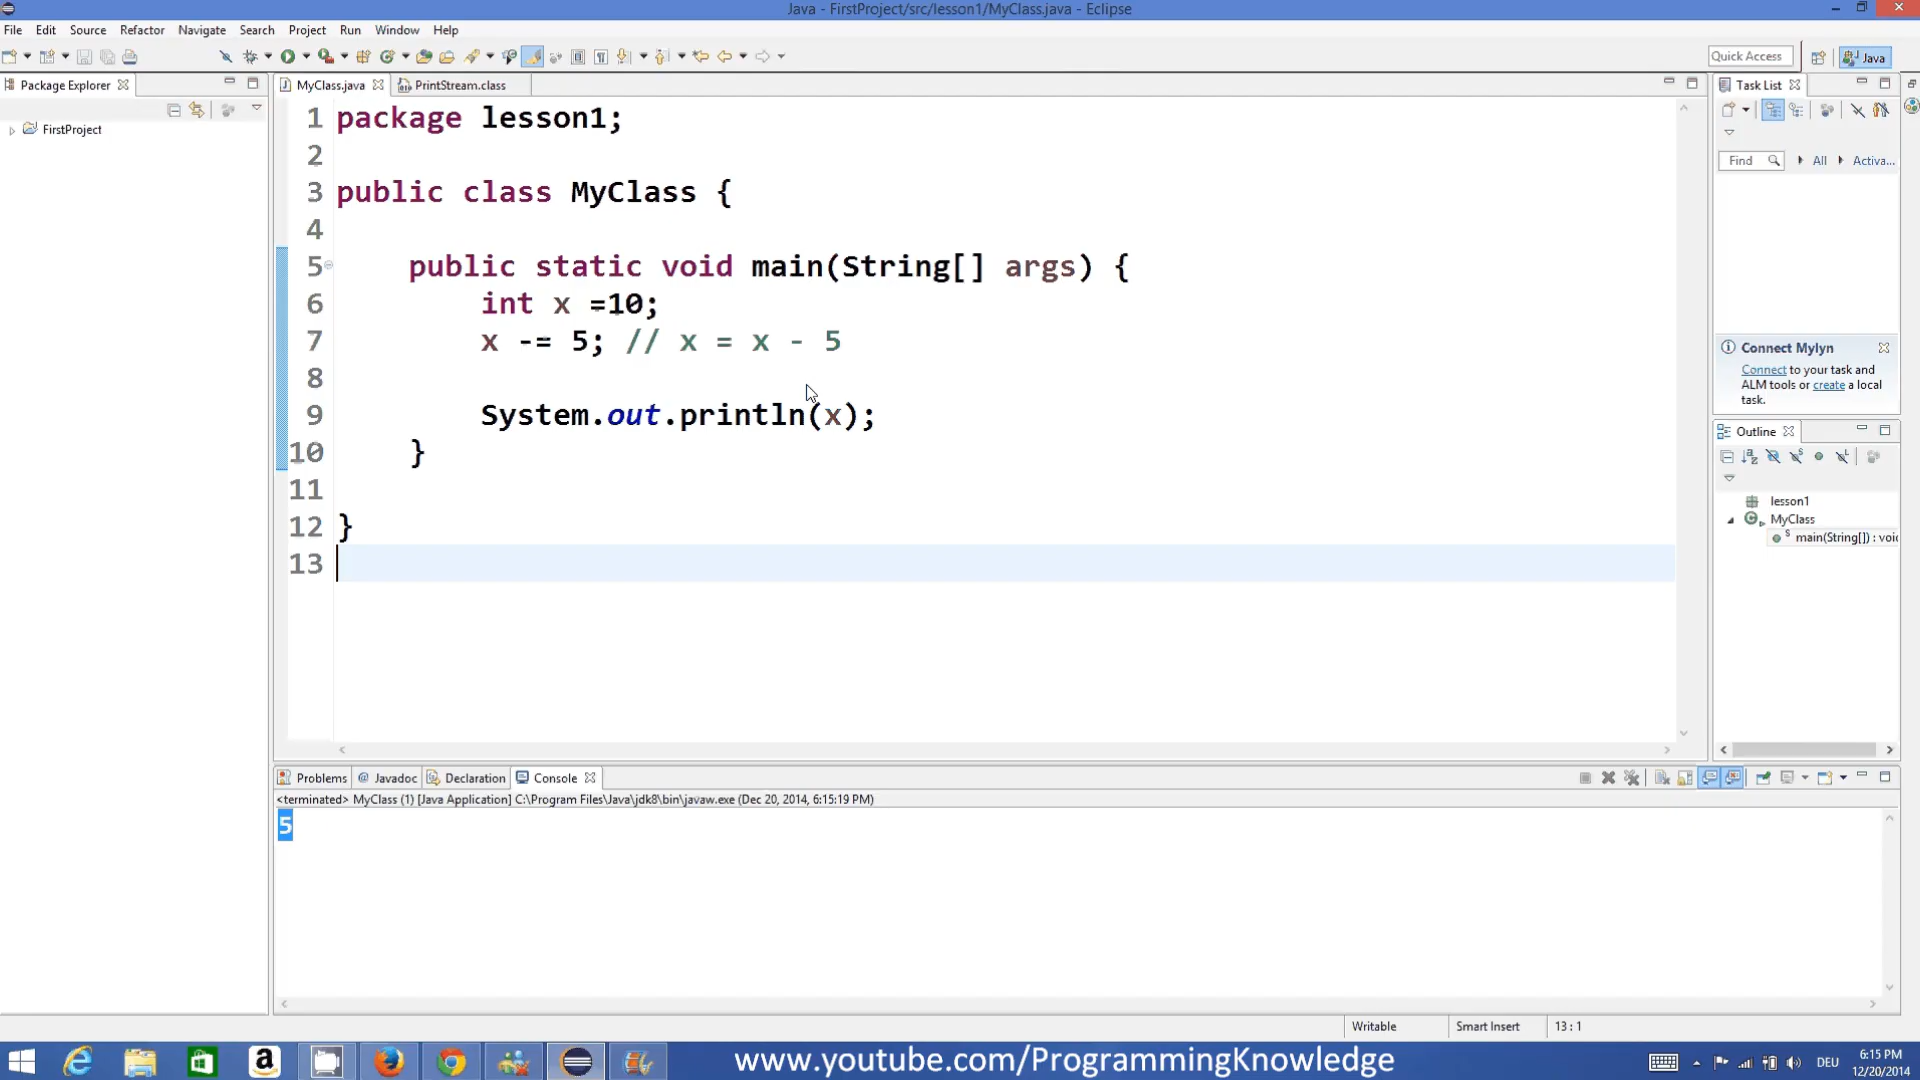 Java - FirstProject/src/lesson1/MyClass.java - Eclipse
File Edit Source Refactor Navigate Search Project Run Window Help
Quick Access
Java
Package Explorer
MyClass.java
PrintStream.class
Task List
FirstProject
Find
All
Activa...
1 package lesson1;
2
3 public class MyClass {
4
5 public static void main(String[] args) {
6 int x =10;
7 x -= 5; // x = x - 5
8
9 System.out.println(x);
10 }
11
12 }
13
Connect Mylyn
Connect to your task and
ALM tools or create a local
task.
Outline
lesson1
MyClass
main(String[]) : voi
Problems
Javadoc
Declaration
Console
<terminated> MyClass (1) [Java Application] C:\Program Files\Java\jdk8\bin\javaw.exe (Dec 20, 2014, 6:15:19 PM)
5
Writable
Smart Insert
13 : 1
www.youtube.com/ProgrammingKnowledge
DEU
6:15 PM
12/20/2014